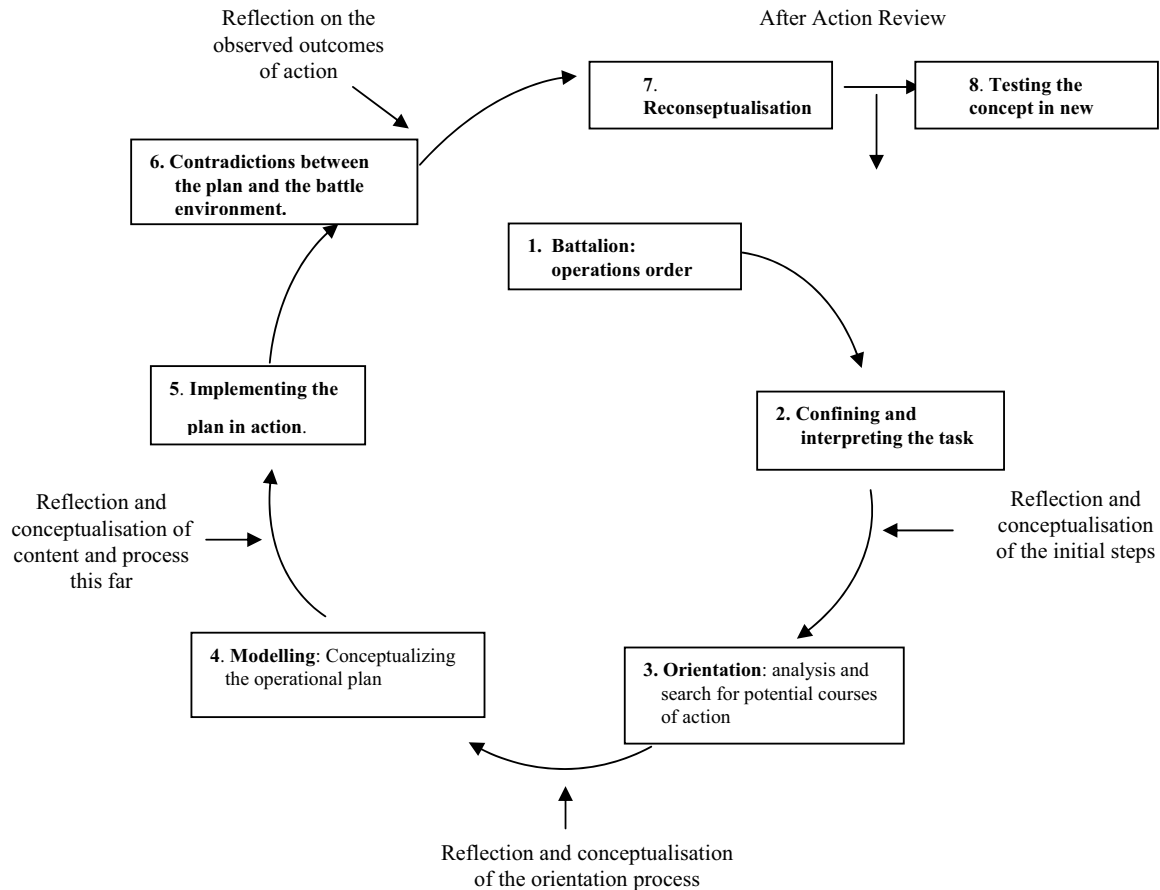 Reflection on the
observed outcomes
of action
After Action Review
7.
Reconseptualisation
8. Testing the
concept in new
6. Contradictions between
the plan and the battle
environment.
1. Battalion:
operations order
5. Implementing the
plan in action.
2. Confining and
interpreting the task
Reflection and
conceptualisation of
content and process
this far
Reflection and
conceptualisation
of the initial steps
4. Modelling: Conceptualizing
the operational plan
3. Orientation: analysis and
search for potential courses
of action
Reflection and conceptualisation
of the orientation process